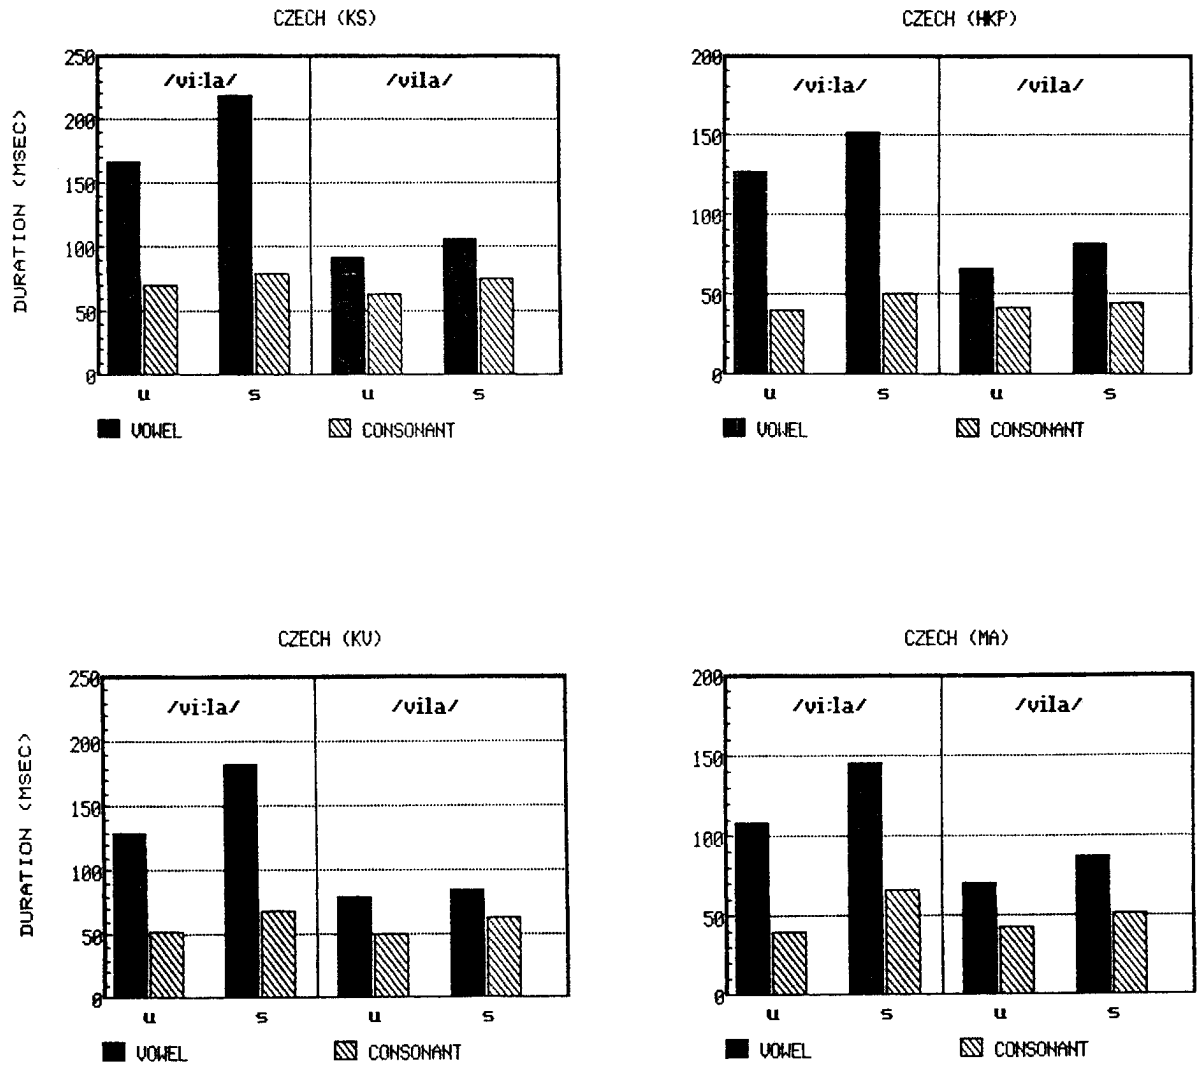 CZECH (KS)
DURATION (MSEC)
250
200
150
100
50
0
/vi:la/ /vila/
u s u s
VOWEL CONSONANT
CZECH (HKP)
200
150
100
50
0
/vi:la/ /vila/
u s u s
VOWEL CONSONANT
CZECH (KV)
DURATION (MSEC)
250
200
150
100
50
0
/vi:la/ /vila/
u s u s
VOWEL CONSONANT
CZECH (MA)
200
150
100
50
0
/vi:la/ /vila/
u s u s
VOWEL CONSONANT